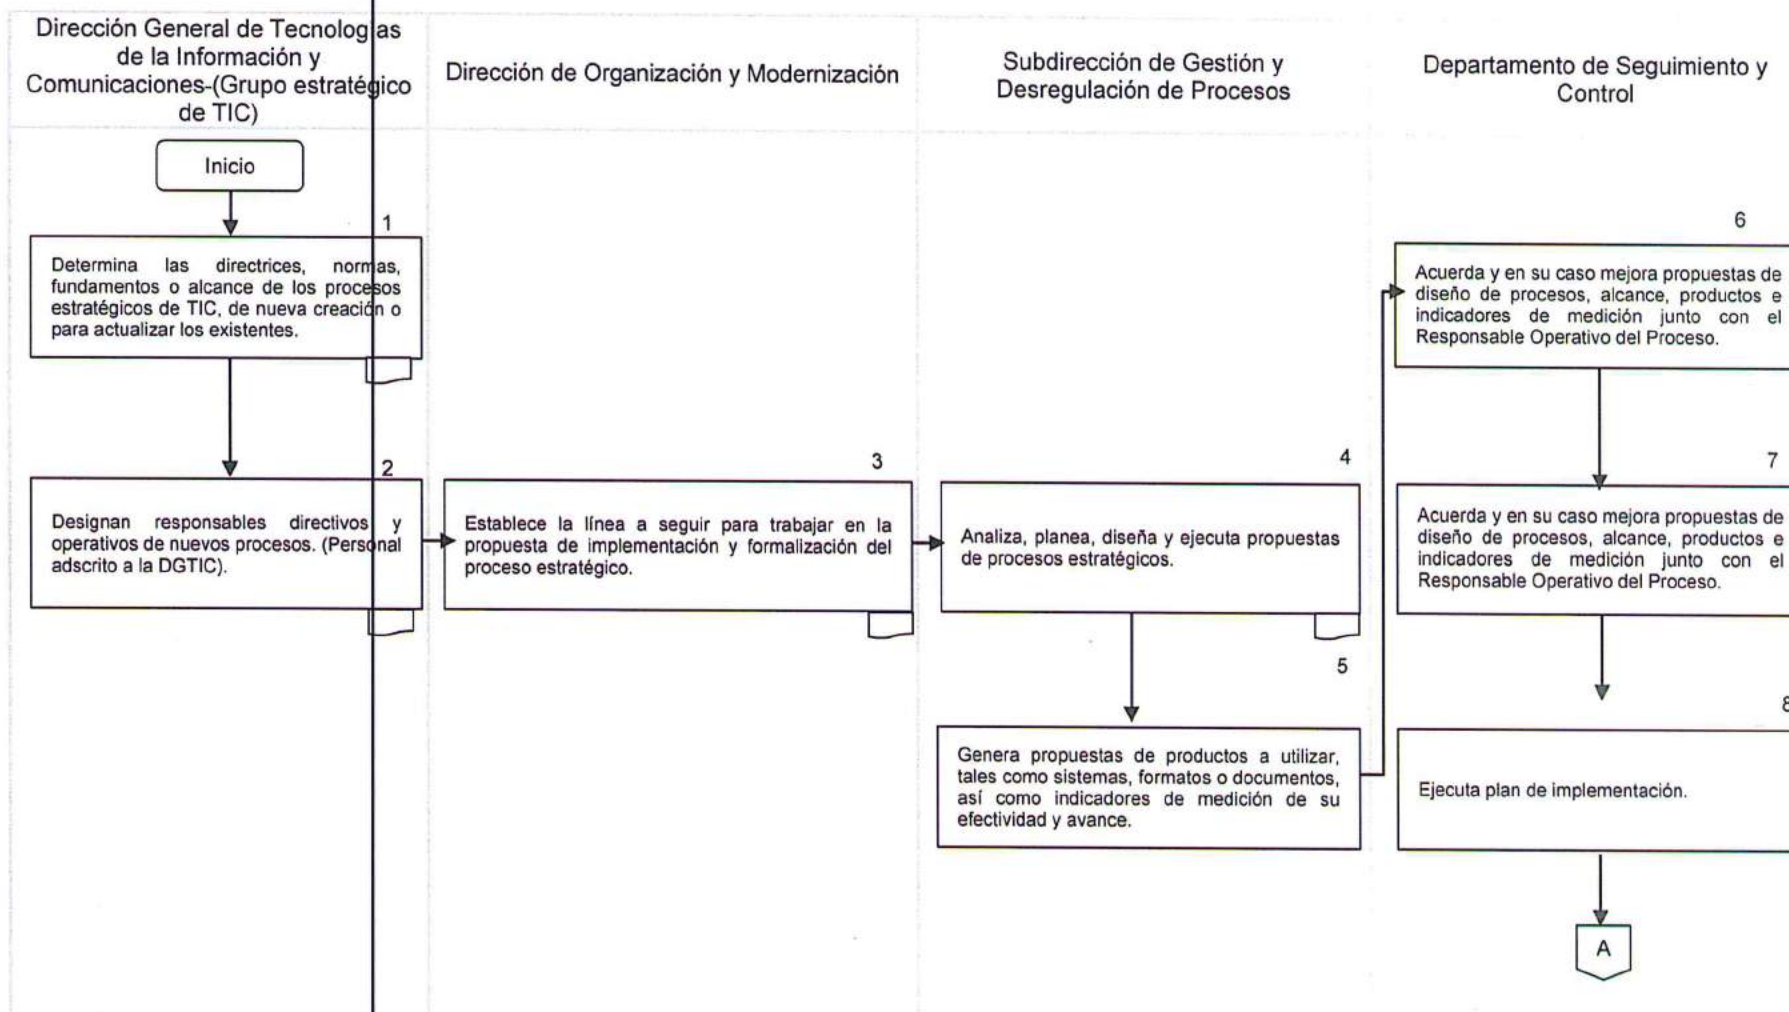 Dirección General de Tecnologías
de la Información y
Comunicaciones-(Grupo estratégico
de TIC)
Dirección de Organización y Modernización
Subdirección de Gestión y
Desregulación de Procesos
Departamento de Seguimiento y
Control
Inicio
1
Determina las directrices, normas,
fundamentos o alcance de los procesos
estratégicos de TIC, de nueva creación o
para actualizar los existentes.
2
Designan responsables directivos y
operativos de nuevos procesos. (Personal
adscrito a la DGTIC).
3
Establece la línea a seguir para trabajar en la
propuesta de implementación y formalización del
proceso estratégico.
4
Analiza, planea, diseña y ejecuta propuestas
de procesos estratégicos.
5
Genera propuestas de productos a utilizar,
tales como sistemas, formatos o documentos,
así como indicadores de medición de su
efectividad y avance.
6
Acuerda y en su caso mejora propuestas de
diseño de procesos, alcance, productos e
indicadores de medición junto con el
Responsable Operativo del Proceso.
7
Acuerda y en su caso mejora propuestas de
diseño de procesos, alcance, productos e
indicadores de medición junto con el
Responsable Operativo del Proceso.
8
Ejecuta plan de implementación.
A